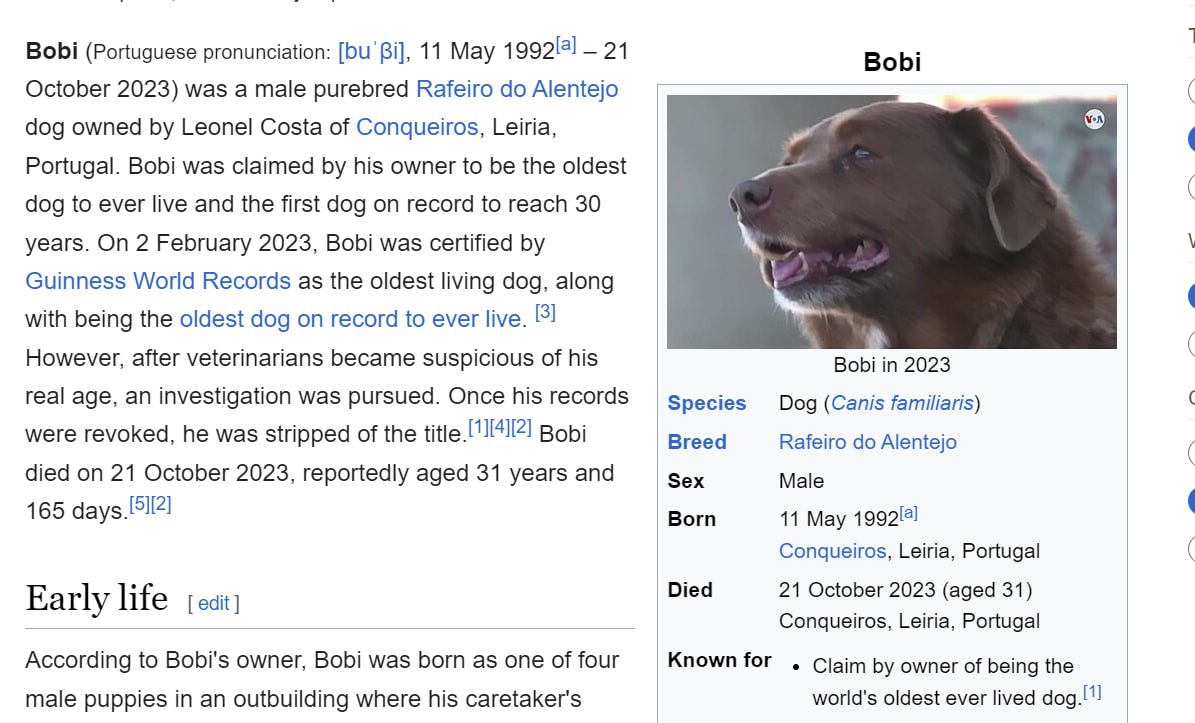 Bobi (Portuguese pronunciation: [buˈβi], 11 May 1992[a] – 21
October 2023) was a male purebred Rafeiro do Alentejo
dog owned by Leonel Costa of Conqueiros, Leiria,
Portugal. Bobi was claimed by his owner to be the oldest
dog to ever live and the first dog on record to reach 30
years. On 2 February 2023, Bobi was certified by
Guinness World Records as the oldest living dog, along
with being the oldest dog on record to ever live. [3]
However, after veterinarians became suspicious of his
real age, an investigation was pursued. Once his records
were revoked, he was stripped of the title.[1][4][2] Bobi
died on 21 October 2023, reportedly aged 31 years and
165 days.[5][2]
Early life [ edit ]
According to Bobi's owner, Bobi was born as one of four
male puppies in an outbuilding where his caretaker's
Bobi
VOA
Bobi in 2023
Species Dog (Canis familiaris)
Breed Rafeiro do Alentejo
Sex Male
Born 11 May 1992[a]
Conqueiros, Leiria, Portugal
Died 21 October 2023 (aged 31)
Conqueiros, Leiria, Portugal
Known for • Claim by owner of being the
world's oldest ever lived dog.[1]